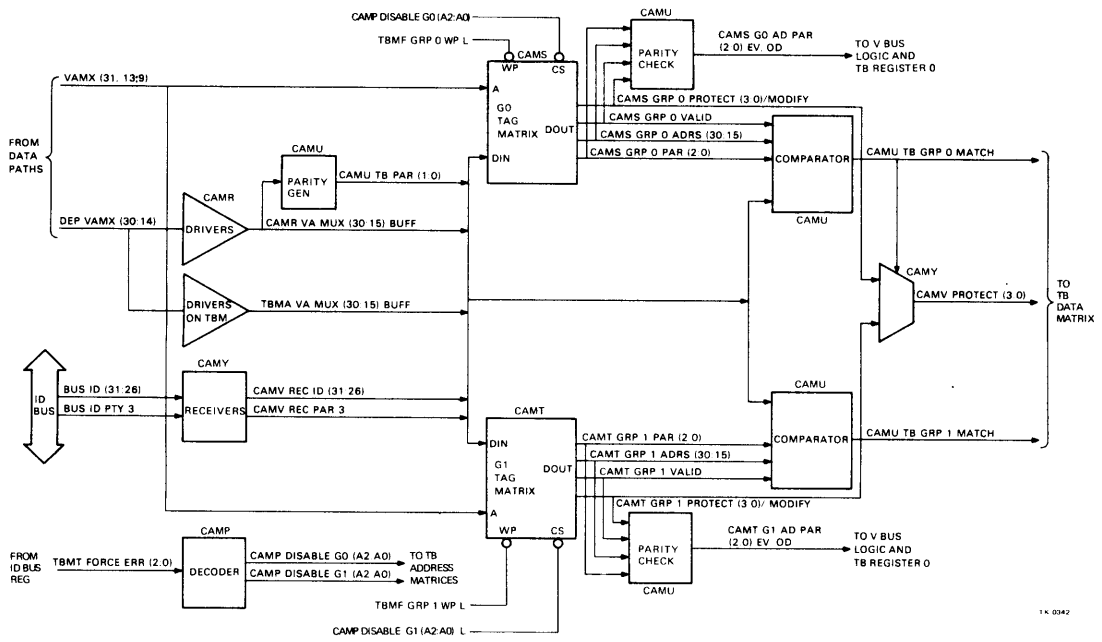 CAMP DISABLE G0 (A2:A0)
TBMF GRP 0 WP L
CAMS
WP
CS
A
G0
TAG
MATRIX
DOUT
DIN
CAMU
PARITY
CHECK
CAMS G0 AD PAR
(2:0) EV, OD
TO V BUS
LOGIC AND
TB REGISTER 0
VAMX (31, 13:9)
FROM
DATA
PATHS
CAMS GRP 0 PROTECT (3:0)/MODIFY
CAMS GRP 0 VALID
CAMS GRP 0 ADRS (30:15)
CAMS GRP 0 PAR (2:0)
COMPARATOR
CAMU
CAMU TB GRP 0 MATCH
CAMU
PARITY
GEN
CAMU TB PAR (1:0)
CAMR
DRIVERS
DEP VAMX (30:14)
CAMR VA MUX (30:15) BUFF
DRIVERS
ON TBM
TBMA VA MUX (30:15) BUFF
CAMY
CAMV PROTECT (3:0)
TO
TB
DATA
MATRIX
ID
BUS
BUS ID (31:26)
BUS ID PTY 3
CAMY
RECEIVERS
CAMV REC ID (31:26)
CAMV REC PAR 3
CAMU
COMPARATOR
CAMU TB GRP 1 MATCH
CAMT
DIN
G1
TAG
MATRIX
DOUT
A
WP
CS
CAMT GRP 1 PAR (2:0)
CAMT GRP 1 ADRS (30:15)
CAMT GRP 1 VALID
CAMT GRP 1 PROTECT (3:0)/ MODIFY
PARITY
CHECK
CAMU
CAMT G1 AD PAR
(2:0) EV, OD
TO V BUS
LOGIC AND
TB REGISTER 0
FROM
ID BUS
REG
TBMT FORCE ERR (2:0)
CAMP
DECODER
CAMP DISABLE G0 (A2:A0)
CAMP DISABLE G1 (A2:A0)
TO TB
ADDRESS
MATRICES
TBMF GRP 1 WP L
CAMP DISABLE G1 (A2:A0) L
TK 0342